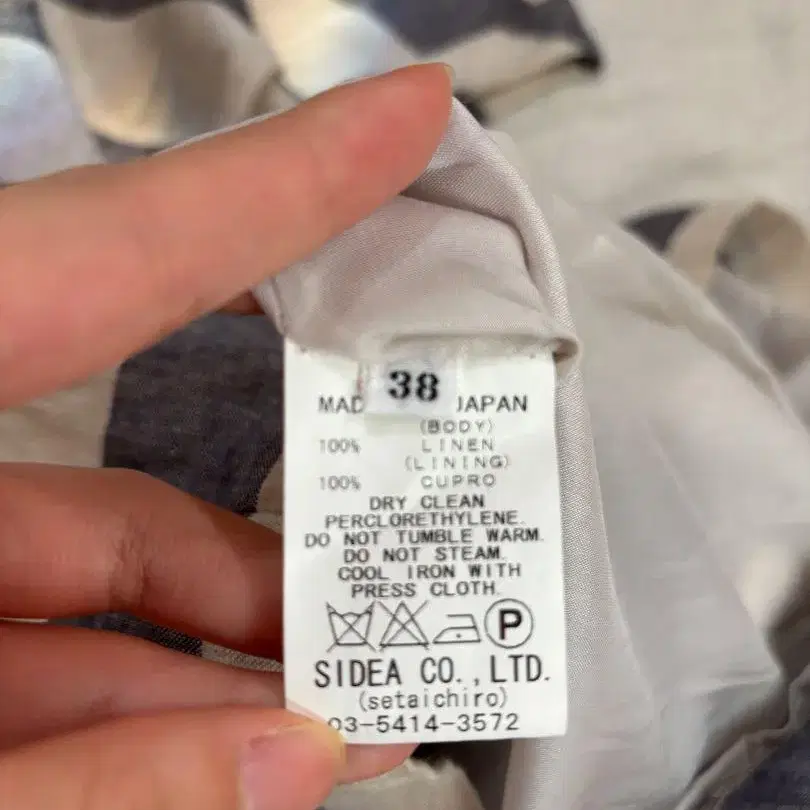 38
MAD JAPAN
(BODY)
100% LINEN
(LINING)
100% CUPRO
DRY CLEAN
PERCLORETHYLENE.
DO NOT TUMBLE WARM.
DO NOT STEAM.
COOL IRON WITH
PRESS CLOTH.
P
SIDEA CO.,LTD.
(setaichiro)
03-5414-3572